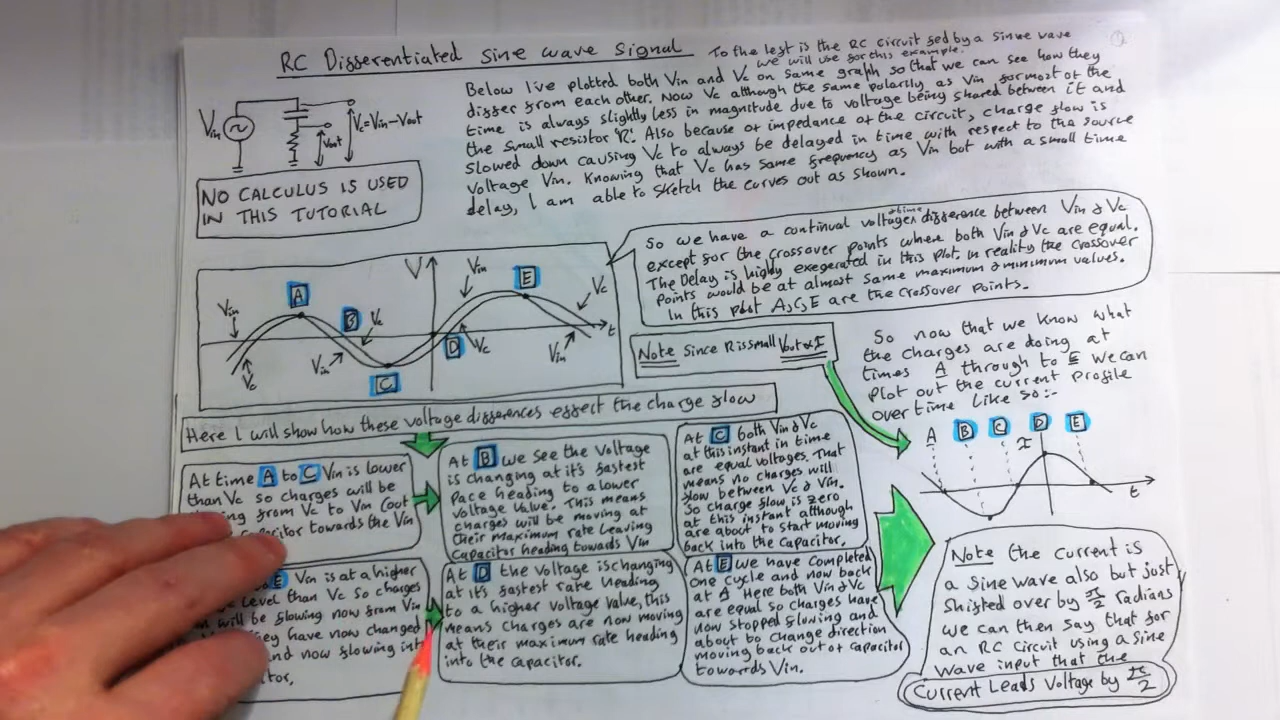 RC Differentiated Sine wave Signal
To the left is the RC circuit fed by a sine wave
we will use for this example.
Below I've plotted both Vin and Vc on same graph so that we can see how they
differ from each other. Now Vc although the same polarity as Vin for most of the
time is always slightly less in magnitude due to voltage being shared between it and
the small resistor 'R'. Also because of impedance of the circuit, charge flow is
slowed down causing Vc to always be delayed in time with respect to the source
voltage Vin. Knowing that Vc has same frequency as Vin but with a small time
delay, I am able to sketch the curves out as shown.
Vin
Vc=Vin-Vout
Vout
NO CALCULUS IS USED
IN THIS TUTORIAL
So we have a continual voltage difference between Vin & Vc
except for the crossover points where both Vin & Vc are equal.
The Delay is highly exegerated in this plot. In reality the crossover
points would be at almost same maximum & minimum values.
In this plot A,C,E are the crossover points.
V
Vin
E
Vc
A
Vin
B
Vc
t
D
Vc
Vin
Vin
Vc
C
Note Since R is small Vout ∝ I
So now that we know what
the charges are doing at
times A through to E we can
plot out the current profile
over time like so:-
A B C D E
I
t
Here I will show how these voltage differences effect the charge flow
At time A to C Vin is lower
than Vc so charges will be
flowing from Vc to Vin (out
capacitor towards the Vin
At B we see the voltage
is changing at it's fastest
pace heading to a lower
voltage value. This means
charges will be moving at
their maximum rate leaving
Capacitor heading towards Vin
At C both Vin & Vc
at this instant in time
are equal voltages. That
means no charges will
flow between Vc & Vin.
So charge flow is zero
at this instant although
are about to start moving
back into the Capacitor.
E Vin is at a higher
level than Vc so charges
will be flowing now from Vin
they have now changed
and now flowing into
At D the voltage is changing
at it's fastest rate heading
to a higher voltage value, this
means charges are now moving
at their maximum rate heading
into the capacitor.
At E we have completed
one cycle and now back
at A Here both Vin & Vc
are equal so charges have
now stopped flowing and
about to change direction
moving back out of capacitor
towards Vin.
Note the current is
a sine wave also but just
shifted over by π/2 radians
we can then say that for
an RC circuit using a sine
wave input that the
Current Leads Voltage by π/2